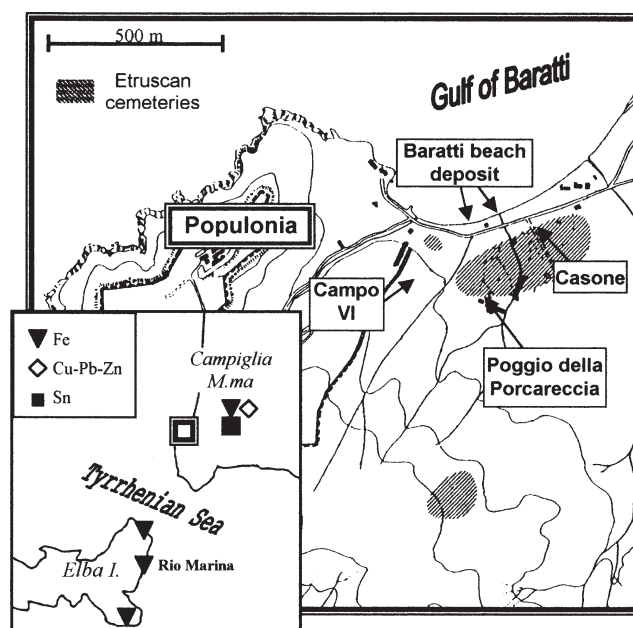 500 m
Etruscan
cemeteries
Gulf of Baratti
Baratti beach
deposit
Populonia
Campo
VI
Casone
Poggio della
Porcareccia
Fe
Cu-Pb-Zn
Sn
Campiglia
M.ma
Tyrrhenian Sea
Elba I.
Rio Marina